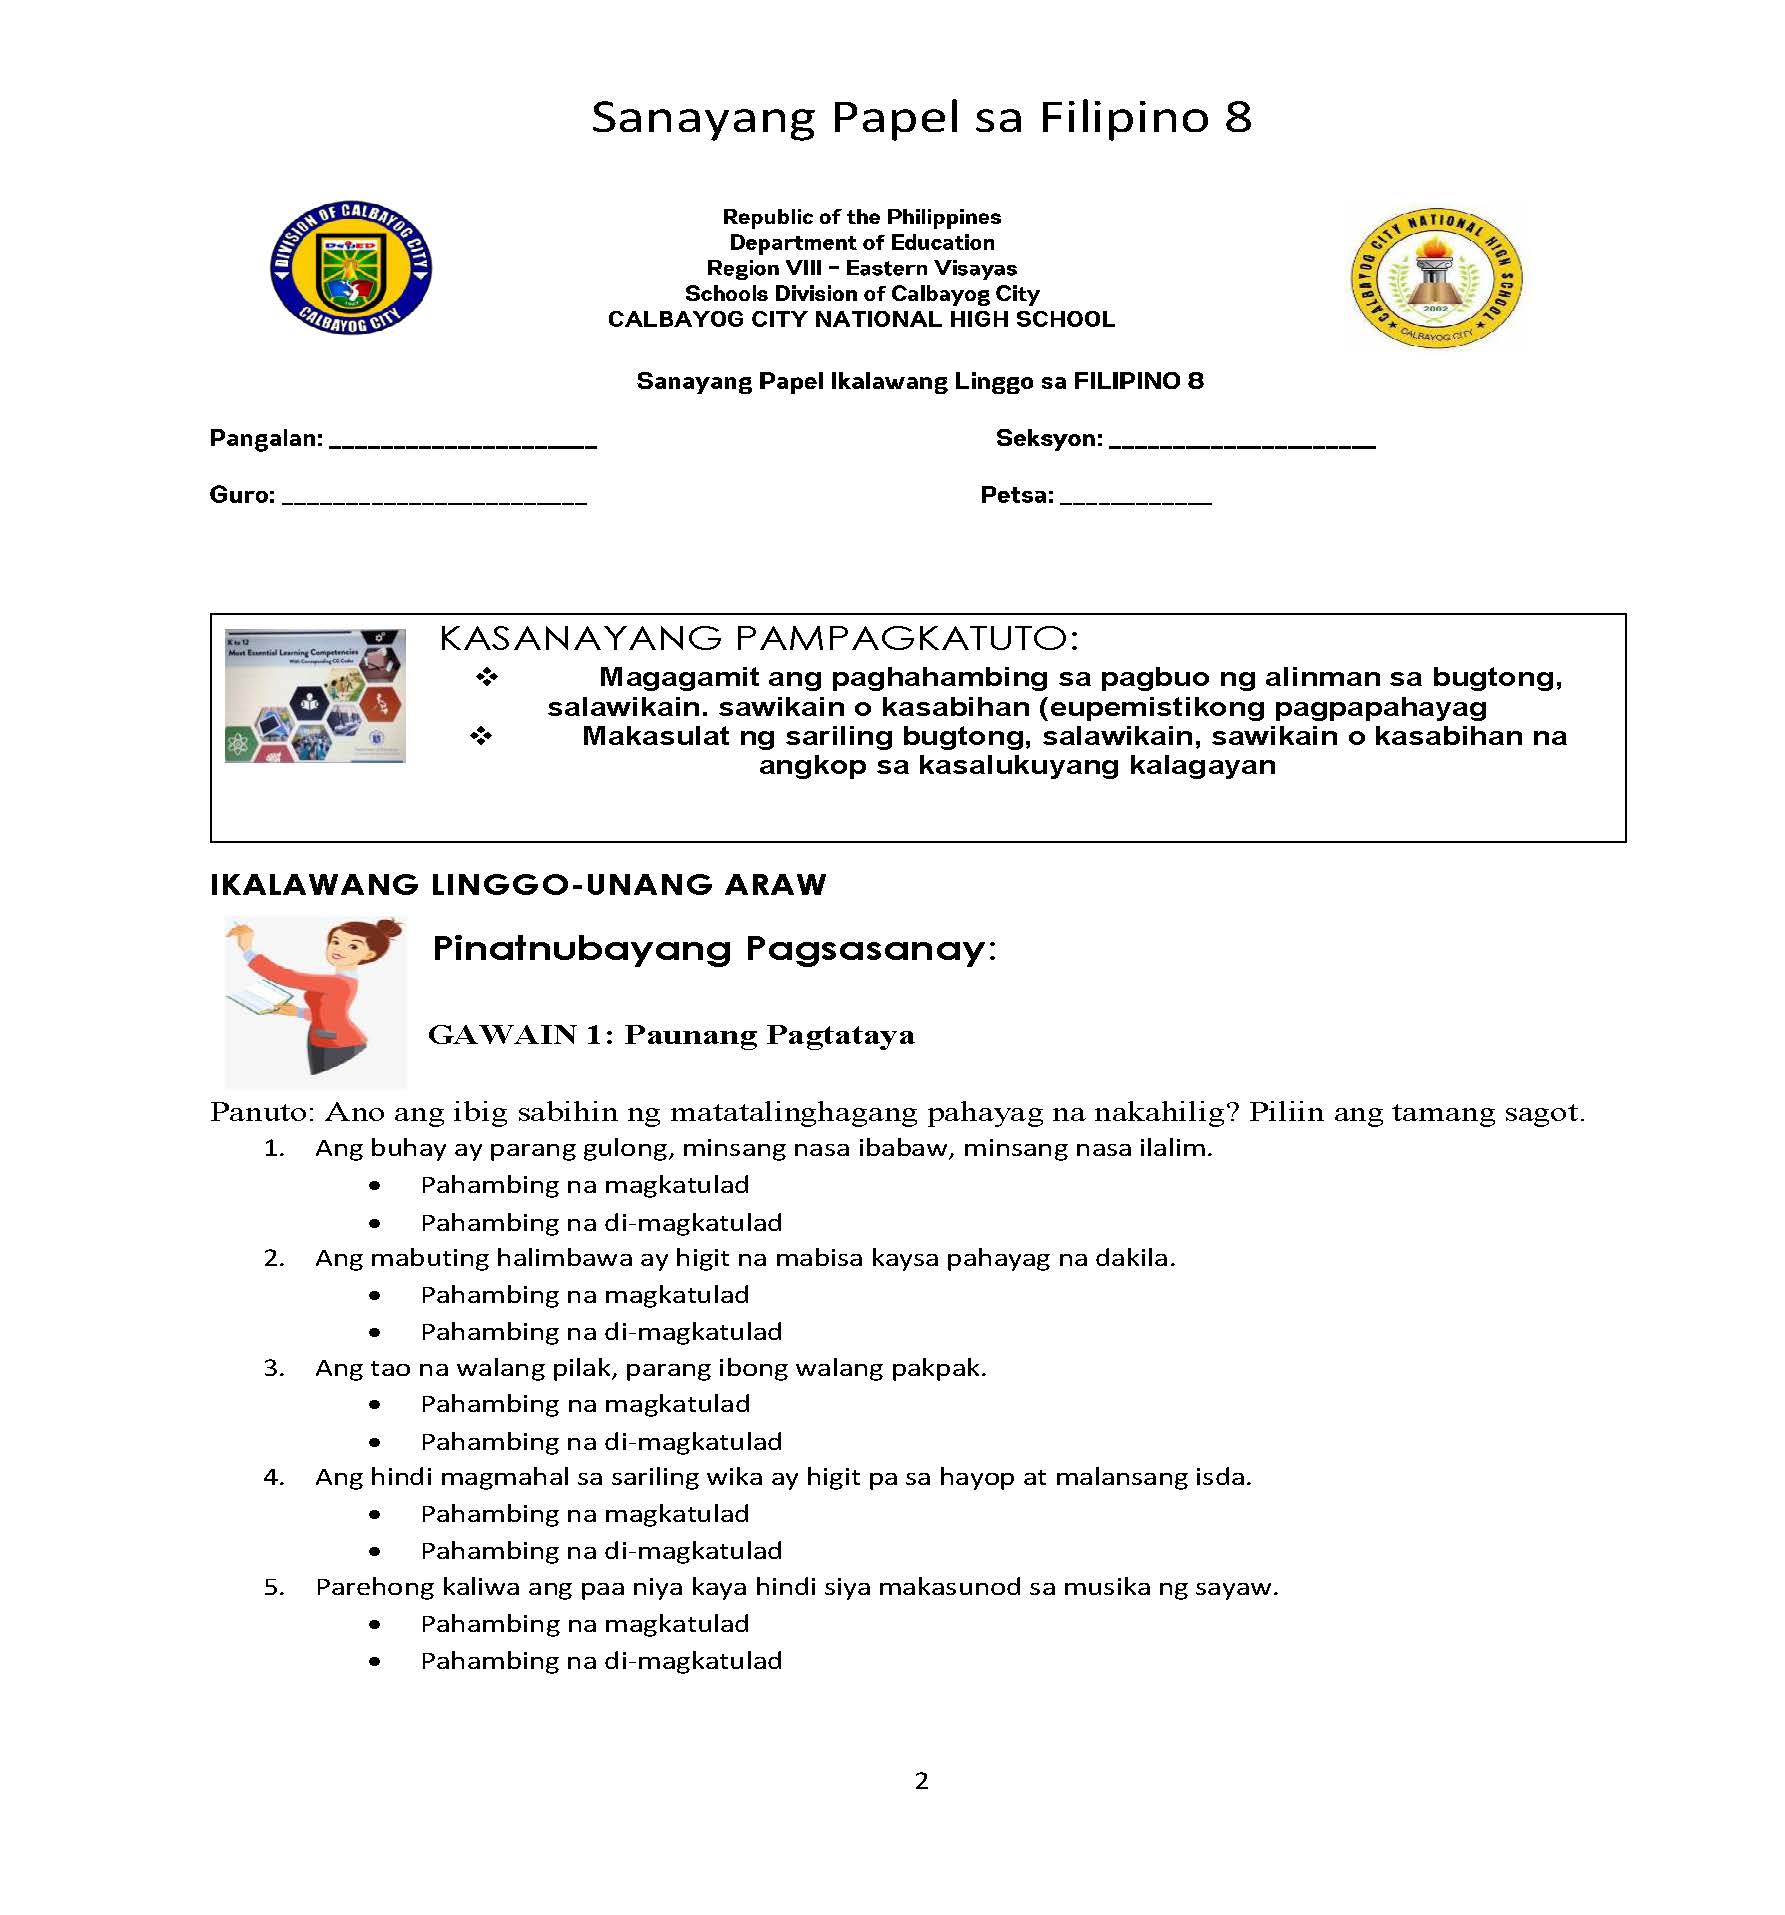 Sanayang Papel sa Filipino 8
DIVISION OF CALBAYOG CITY
DepED
CALBAYOG CITY
Republic of the Philippines
Department of Education
Region VIII – Eastern Visayas
Schools Division of Calbayog City
CALBAYOG CITY NATIONAL HIGH SCHOOL
CALBAYOG CITY NATIONAL HIGH SCHOOL
2002
CALBAYOG CITY
Sanayang Papel Ikalawang Linggo sa FILIPINO 8
Pangalan: _____________________ Seksyon: _____________________
Guro: ________________________ Petsa: ____________
K to 12
Most Essential Learning Competencies
With Corresponding CG Codes
KASANAYANG PAMPAGKATUTO:
❖ Magagamit ang paghahambing sa pagbuo ng alinman sa bugtong,
salawikain. sawikain o kasabihan (eupemistikong pagpapahayag
❖ Makasulat ng sariling bugtong, salawikain, sawikain o kasabihan na
angkop sa kasalukuyang kalagayan
IKALAWANG LINGGO-UNANG ARAW
Pinatnubayang Pagsasanay:
GAWAIN 1: Paunang Pagtataya
Panuto: Ano ang ibig sabihin ng matatalinghagang pahayag na nakahilig? Piliin ang tamang sagot.
1. Ang buhay ay parang gulong, minsang nasa ibabaw, minsang nasa ilalim.
• Pahambing na magkatulad
• Pahambing na di-magkatulad
2. Ang mabuting halimbawa ay higit na mabisa kaysa pahayag na dakila.
• Pahambing na magkatulad
• Pahambing na di-magkatulad
3. Ang tao na walang pilak, parang ibong walang pakpak.
• Pahambing na magkatulad
• Pahambing na di-magkatulad
4. Ang hindi magmahal sa sariling wika ay higit pa sa hayop at malansang isda.
• Pahambing na magkatulad
• Pahambing na di-magkatulad
5. Parehong kaliwa ang paa niya kaya hindi siya makasunod sa musika ng sayaw.
• Pahambing na magkatulad
• Pahambing na di-magkatulad
2